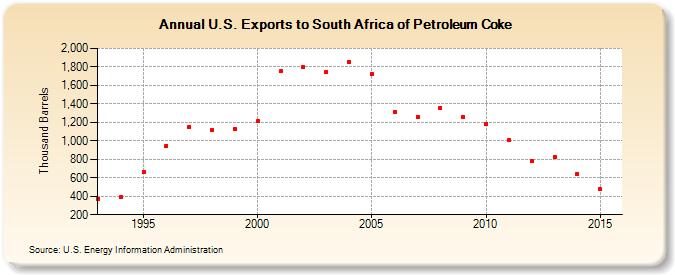 Annual U.S. Exports to South Africa of Petroleum Coke
Thousand Barrels
2,000
1,800
1,600
1,400
1,200
1,000
800
600
400
200
1995 2000 2005 2010 2015
Source: U.S. Energy Information Administration